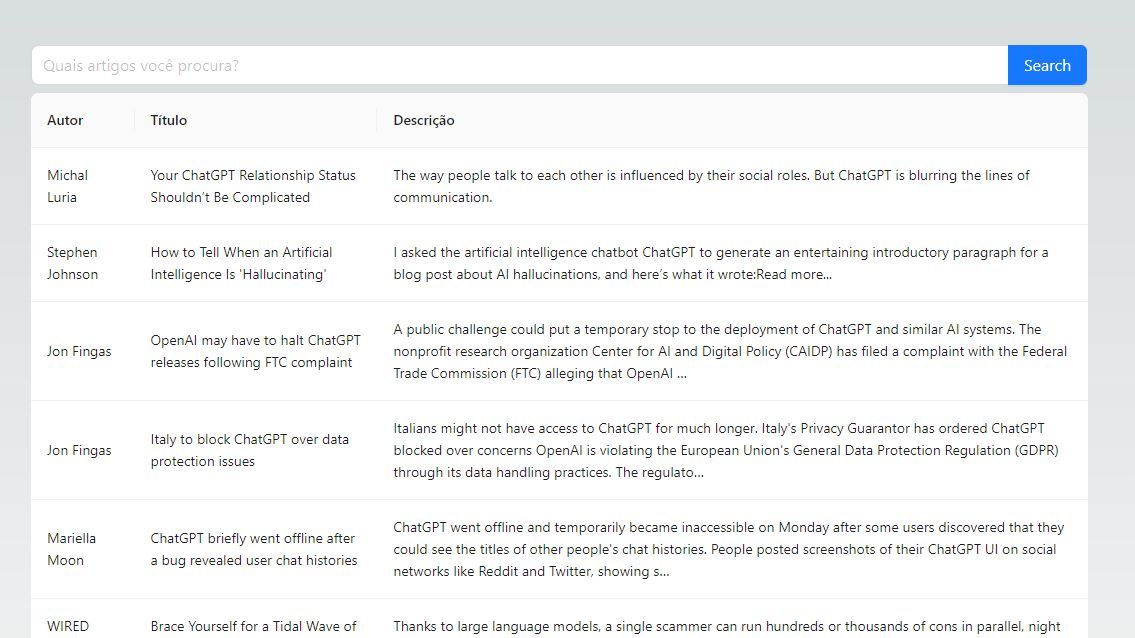 Quais artigos você procura?
Search
Autor
Título
Descrição
Michal
Luria
Your ChatGPT Relationship Status
Shouldn’t Be Complicated
The way people talk to each other is influenced by their social roles. But ChatGPT is blurring the lines of
communication.
Stephen
Johnson
How to Tell When an Artificial
Intelligence Is 'Hallucinating'
I asked the artificial intelligence chatbot ChatGPT to generate an entertaining introductory paragraph for a
blog post about AI hallucinations, and here’s what it wrote:Read more...
Jon Fingas
OpenAI may have to halt ChatGPT
releases following FTC complaint
A public challenge could put a temporary stop to the deployment of ChatGPT and similar AI systems. The
nonprofit research organization Center for AI and Digital Policy (CAIDP) has filed a complaint with the Federal
Trade Commission (FTC) alleging that OpenAI …
Jon Fingas
Italy to block ChatGPT over data
protection issues
Italians might not have access to ChatGPT for much longer. Italy's Privacy Guarantor has ordered ChatGPT
blocked over concerns OpenAI is violating the European Union's General Data Protection Regulation (GDPR)
through its data handling practices. The regulato…
Mariella
Moon
ChatGPT briefly went offline after
a bug revealed user chat histories
ChatGPT went offline and temporarily became inaccessible on Monday after some users discovered that they
could see the titles of other people's chat histories. People posted screenshots of their ChatGPT UI on social
networks like Reddit and Twitter, showing s…
WIRED
Brace Yourself for a Tidal Wave of
Thanks to large language models, a single scammer can run hundreds or thousands of cons in parallel, night